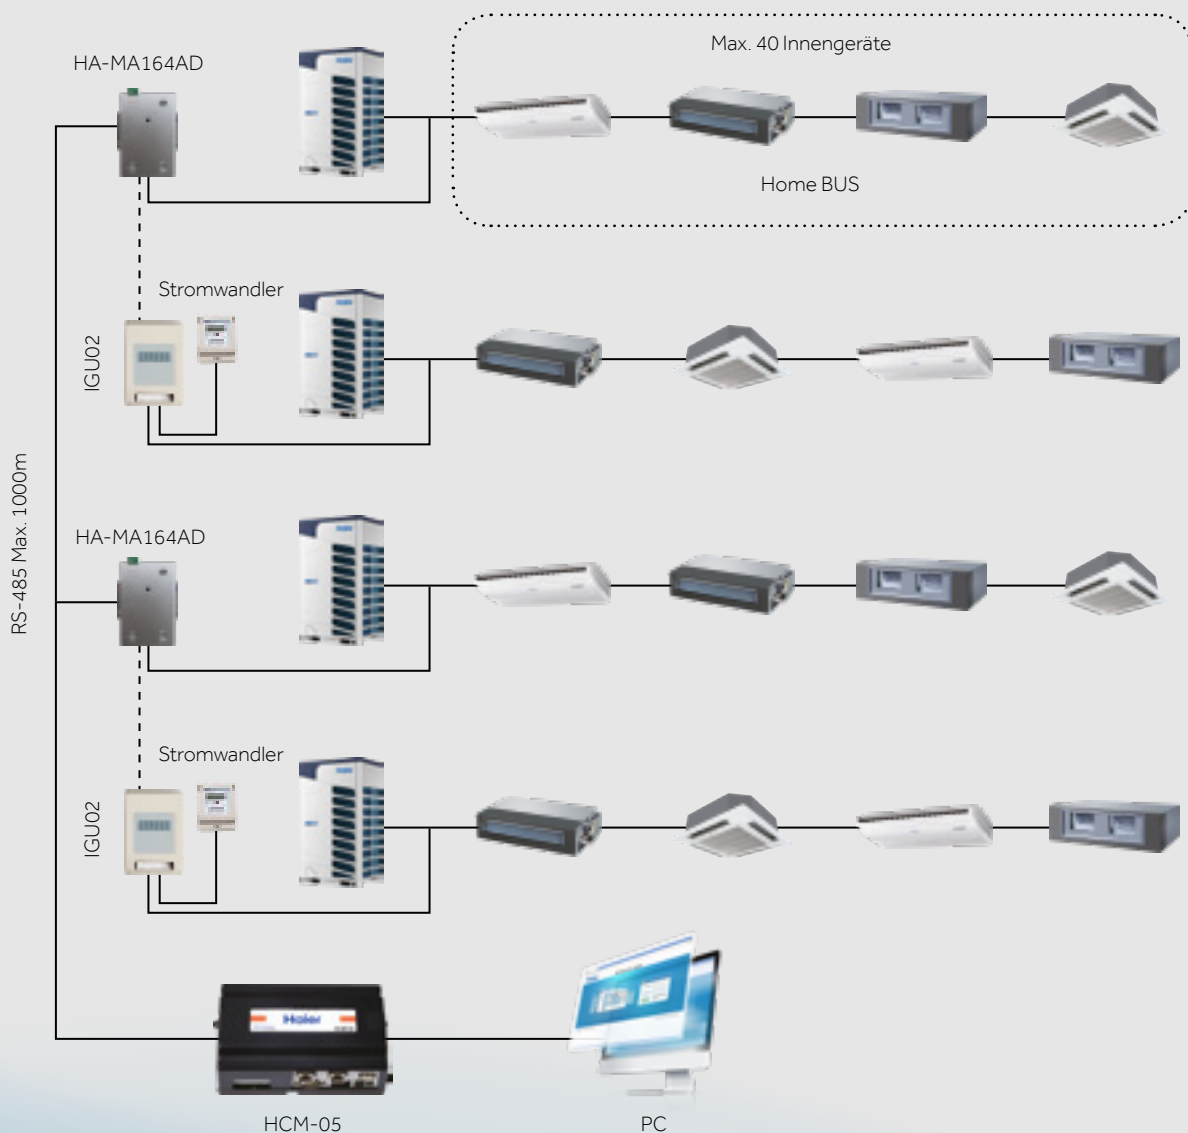 Max. 40 Innengeräte
HA-MA164AD
Home BUS
Stromwandler
IGU02
RS-485 Max. 1000m
HA-MA164AD
Stromwandler
IGU02
Haier
HCM-05
PC